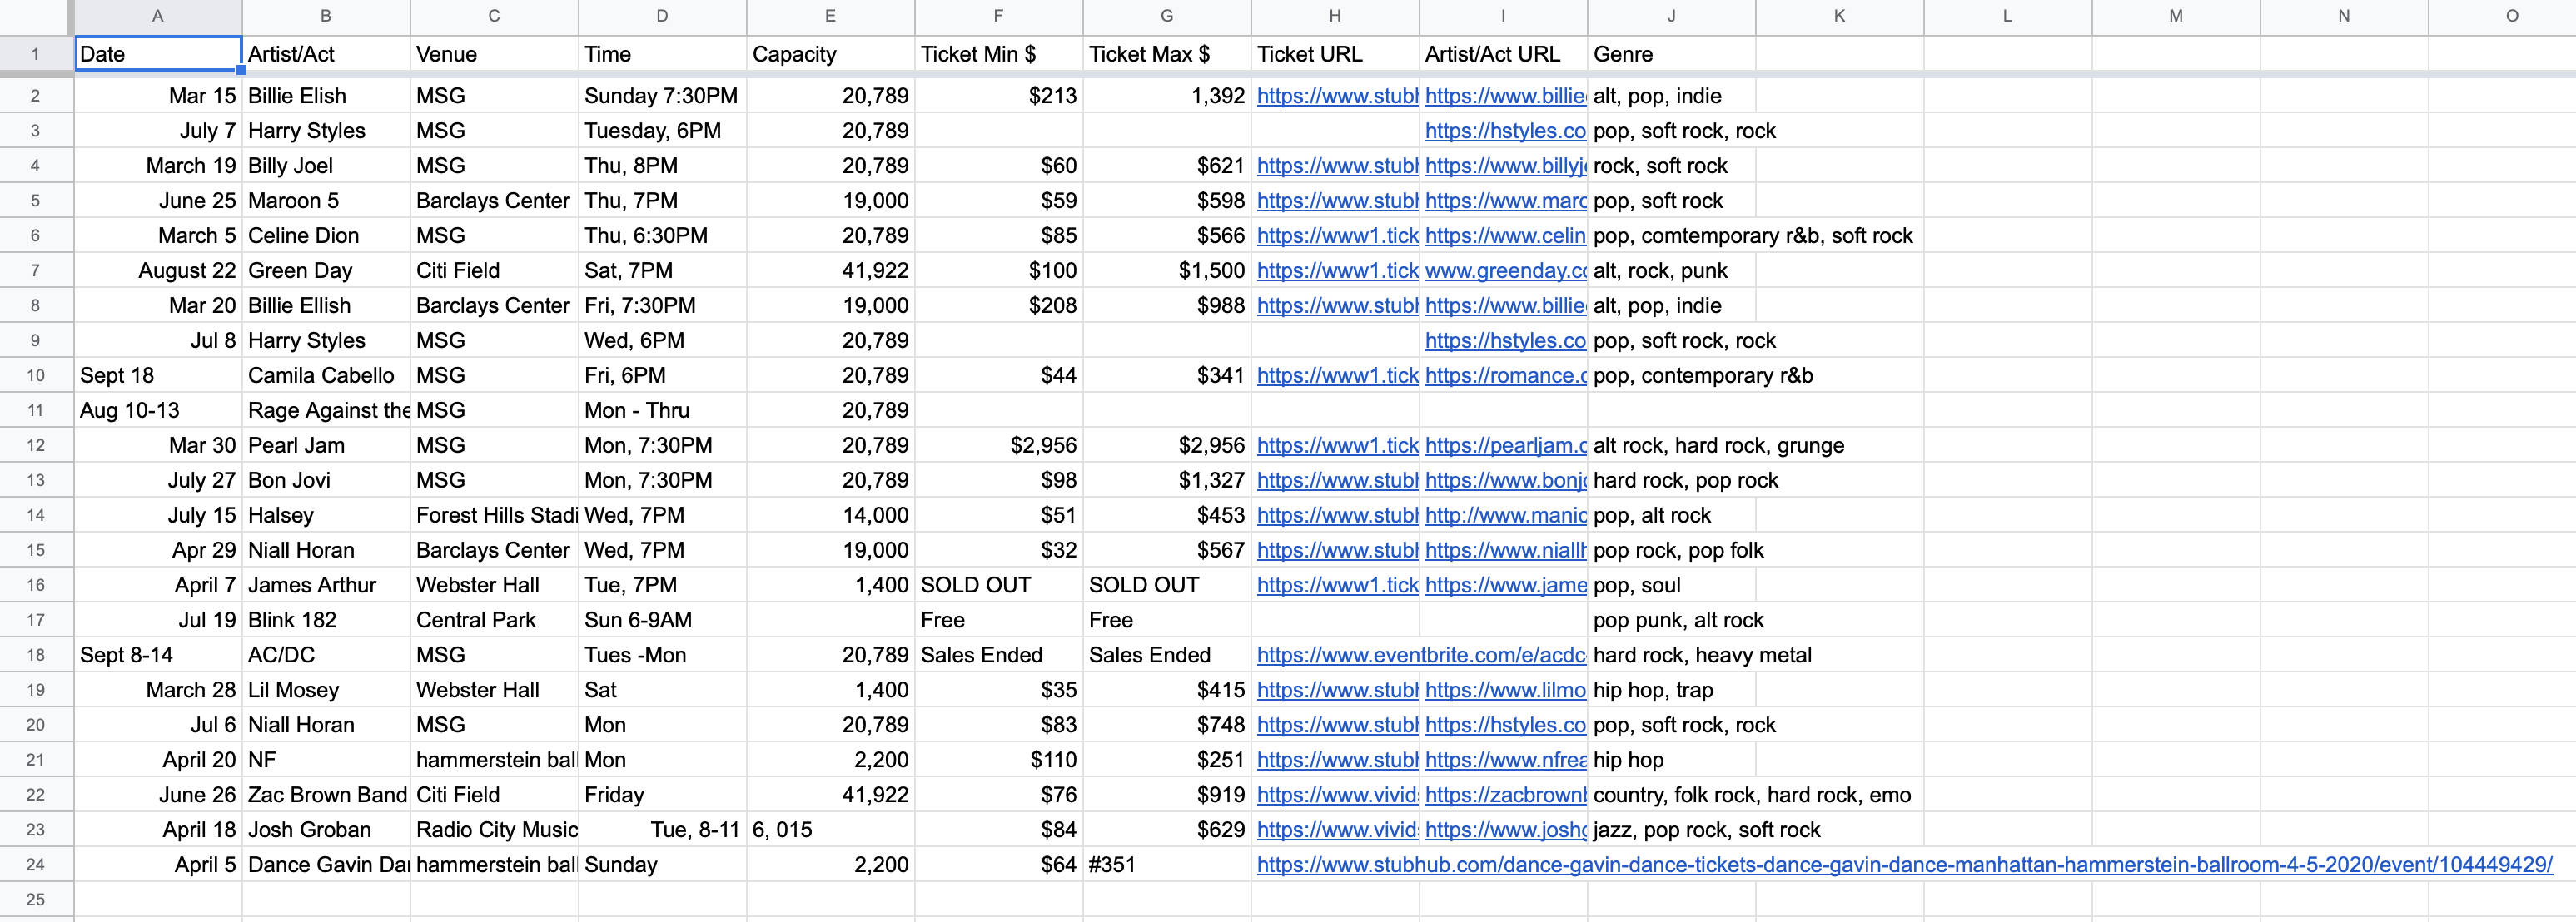 A B C D E F G H I J K L M N O
1 Date Artist/Act Venue Time Capacity Ticket Min $ Ticket Max $ Ticket URL Artist/Act URL Genre
2 Mar 15 Billie Elish MSG Sunday 7:30PM 20,789 $213 1,392 https://www.stubh https://www.billie alt, pop, indie
3 July 7 Harry Styles MSG Tuesday, 6PM 20,789 https://hstyles.co pop, soft rock, rock
4 March 19 Billy Joel MSG Thu, 8PM 20,789 $60 $621 https://www.stubh https://www.billyj rock, soft rock
5 June 25 Maroon 5 Barclays Center Thu, 7PM 19,000 $59 $598 https://www.stubh https://www.marc pop, soft rock
6 March 5 Celine Dion MSG Thu, 6:30PM 20,789 $85 $566 https://www1.tick https://www.celin pop, comtemporary r&b, soft rock
7 August 22 Green Day Citi Field Sat, 7PM 41,922 $100 $1,500 https://www1.tick www.greenday.co alt, rock, punk
8 Mar 20 Billie Ellish Barclays Center Fri, 7:30PM 19,000 $208 $988 https://www.stubh https://www.billie alt, pop, indie
9 Jul 8 Harry Styles MSG Wed, 6PM 20,789 https://hstyles.co pop, soft rock, rock
10 Sept 18 Camila Cabello MSG Fri, 6PM 20,789 $44 $341 https://www1.tick https://romance.c pop, contemporary r&b
11 Aug 10-13 Rage Against the MSG Mon - Thru 20,789
12 Mar 30 Pearl Jam MSG Mon, 7:30PM 20,789 $2,956 $2,956 https://www1.tick https://pearljam.c alt rock, hard rock, grunge
13 July 27 Bon Jovi MSG Mon, 7:30PM 20,789 $98 $1,327 https://www.stubh https://www.bonjo hard rock, pop rock
14 July 15 Halsey Forest Hills Stadi Wed, 7PM 14,000 $51 $453 https://www.stubh http://www.manic pop, alt rock
15 Apr 29 Niall Horan Barclays Center Wed, 7PM 19,000 $32 $567 https://www.stubh https://www.niallh pop rock, pop folk
16 April 7 James Arthur Webster Hall Tue, 7PM 1,400 SOLD OUT SOLD OUT https://www1.tick https://www.jame pop, soul
17 Jul 19 Blink 182 Central Park Sun 6-9AM Free Free pop punk, alt rock
18 Sept 8-14 AC/DC MSG Tues -Mon 20,789 Sales Ended Sales Ended https://www.eventbrite.com/e/acdc- hard rock, heavy metal
19 March 28 Lil Mosey Webster Hall Sat 1,400 $35 $415 https://www.stubh https://www.lilmo hip hop, trap
20 Jul 6 Niall Horan MSG Mon 20,789 $83 $748 https://www.stubh https://hstyles.co pop, soft rock, rock
21 April 20 NF hammerstein ball Mon 2,200 $110 $251 https://www.stubh https://www.nfrea hip hop
22 June 26 Zac Brown Band Citi Field Friday 41,922 $76 $919 https://www.vivid https://zacbrownb country, folk rock, hard rock, emo
23 April 18 Josh Groban Radio City Music Tue, 8-11 6, 015 $84 $629 https://www.vivid https://www.joshg jazz, pop rock, soft rock
24 April 5 Dance Gavin Dan hammerstein ball Sunday 2,200 $64 #351 https://www.stubhub.com/dance-gavin-dance-tickets-dance-gavin-dance-manhattan-hammerstein-ballroom-4-5-2020/event/104449429/
25